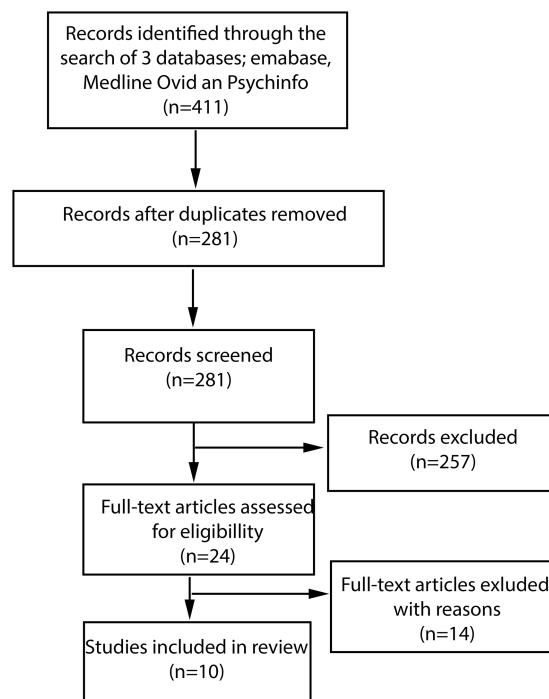 Records identified through the
search of 3 databases; emabase,
Medline Ovid an Psychinfo
(n=411)
Records after duplicates removed
(n=281)
Records screened
(n=281)
Records excluded
(n=257)
Full-text articles assessed
for eligibillity
(n=24)
Full-text articles exluded
with reasons
(n=14)
Studies included in review
(n=10)